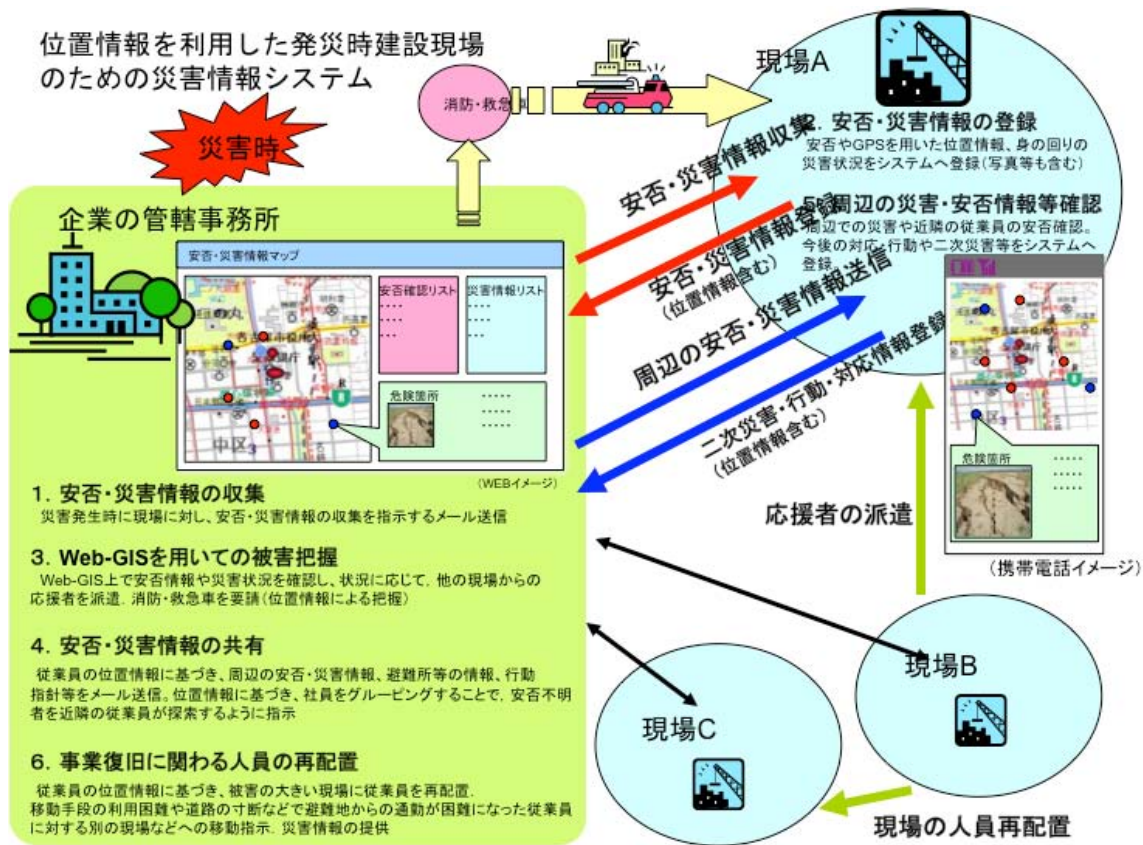 位置情報を利用した発災時建設現場
のための災害情報システム
災害時
消防・救急車
現場A
2. 安否・災害情報の登録
安否やGPSを用いた位置情報、身の回りの
災害状況をシステムへ登録(写真等も含む)
5. 周辺の災害・安否情報等確認
周辺での災害や近隣の従業員の安否確認。
今後の対応・行動や二次災害等をシステムへ
登録
安否・災害情報収集
安否・災害情報登録
(位置情報含む)
周辺の安否・災害情報送信
二次災害・行動・対応情報登録
(位置情報含む)
企業の管轄事務所
安否・災害情報マップ
安否確認リスト
災害情報リスト
危険箇所
中区
(WEBイメージ)
危険箇所
(携帯電話イメージ)
1. 安否・災害情報の収集
災害発生時に現場に対し、安否・災害情報の収集を指示するメール送信
3. Web-GISを用いての被害把握
Web-GIS上で安否情報や災害状況を確認し、状況に応じて, 他の現場からの
応援者を派遣. 消防・救急車を要請(位置情報による把握)
4. 安否・災害情報の共有
従業員の位置情報に基づき、周辺の安否・災害情報、避難所等の情報、行動
指針等をメール送信。位置情報に基づき、社員をグルーピングすることで, 安否不明
者を近隣の従業員が探索するように指示
6. 事業復旧に関わる人員の再配置
従業員の位置情報に基づき、被害の大きい現場に従業員を再配置.
移動手段の利用困難や道路の寸断などで避難地からの通勤が困難になった従業員
に対する別の現場などへの移動指示. 災害情報の提供
応援者の派遣
現場B
現場C
現場の人員再配置